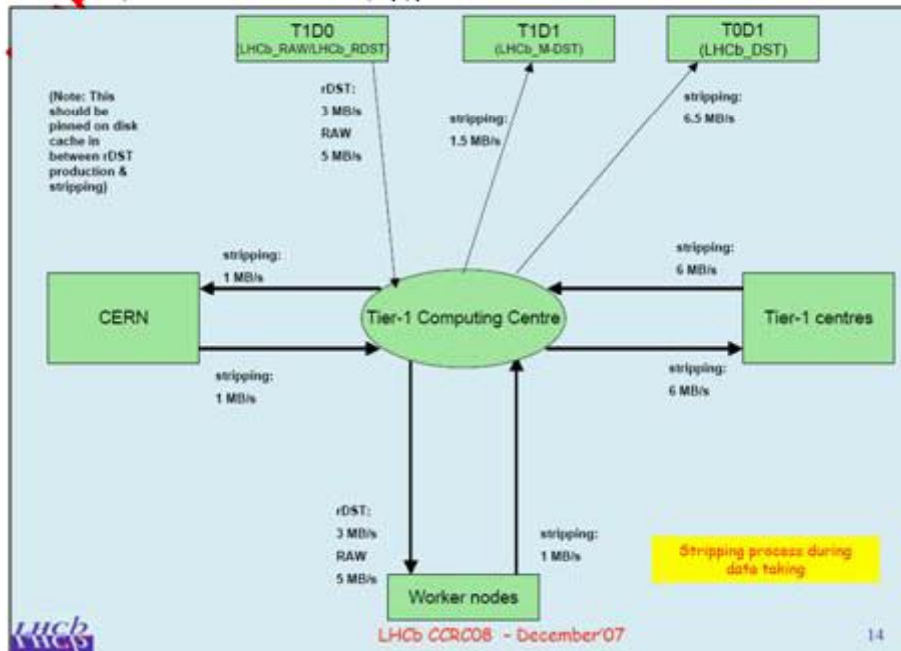 T1D0
(LHCb_RAW/LHCb_RDST)
T1D1
(LHCb_M-DST)
T0D1
(LHCb_DST)
(Note: This
should be
pinned on disk
cache in
between rDST
production &
stripping)
rDST:
3 MB/s
RAW
5 MB/s
stripping:
1.5 MB/s
stripping:
6.5 MB/s
stripping:
1 MB/s
stripping:
6 MB/s
CERN
Tier-1 Computing Centre
Tier-1 centres
stripping:
1 MB/s
stripping:
6 MB/s
rDST:
3 MB/s
RAW
5 MB/s
stripping:
1 MB/s
Stripping process during
data taking
Worker nodes
LHCb
LHCb CCRC08 - December'07
14